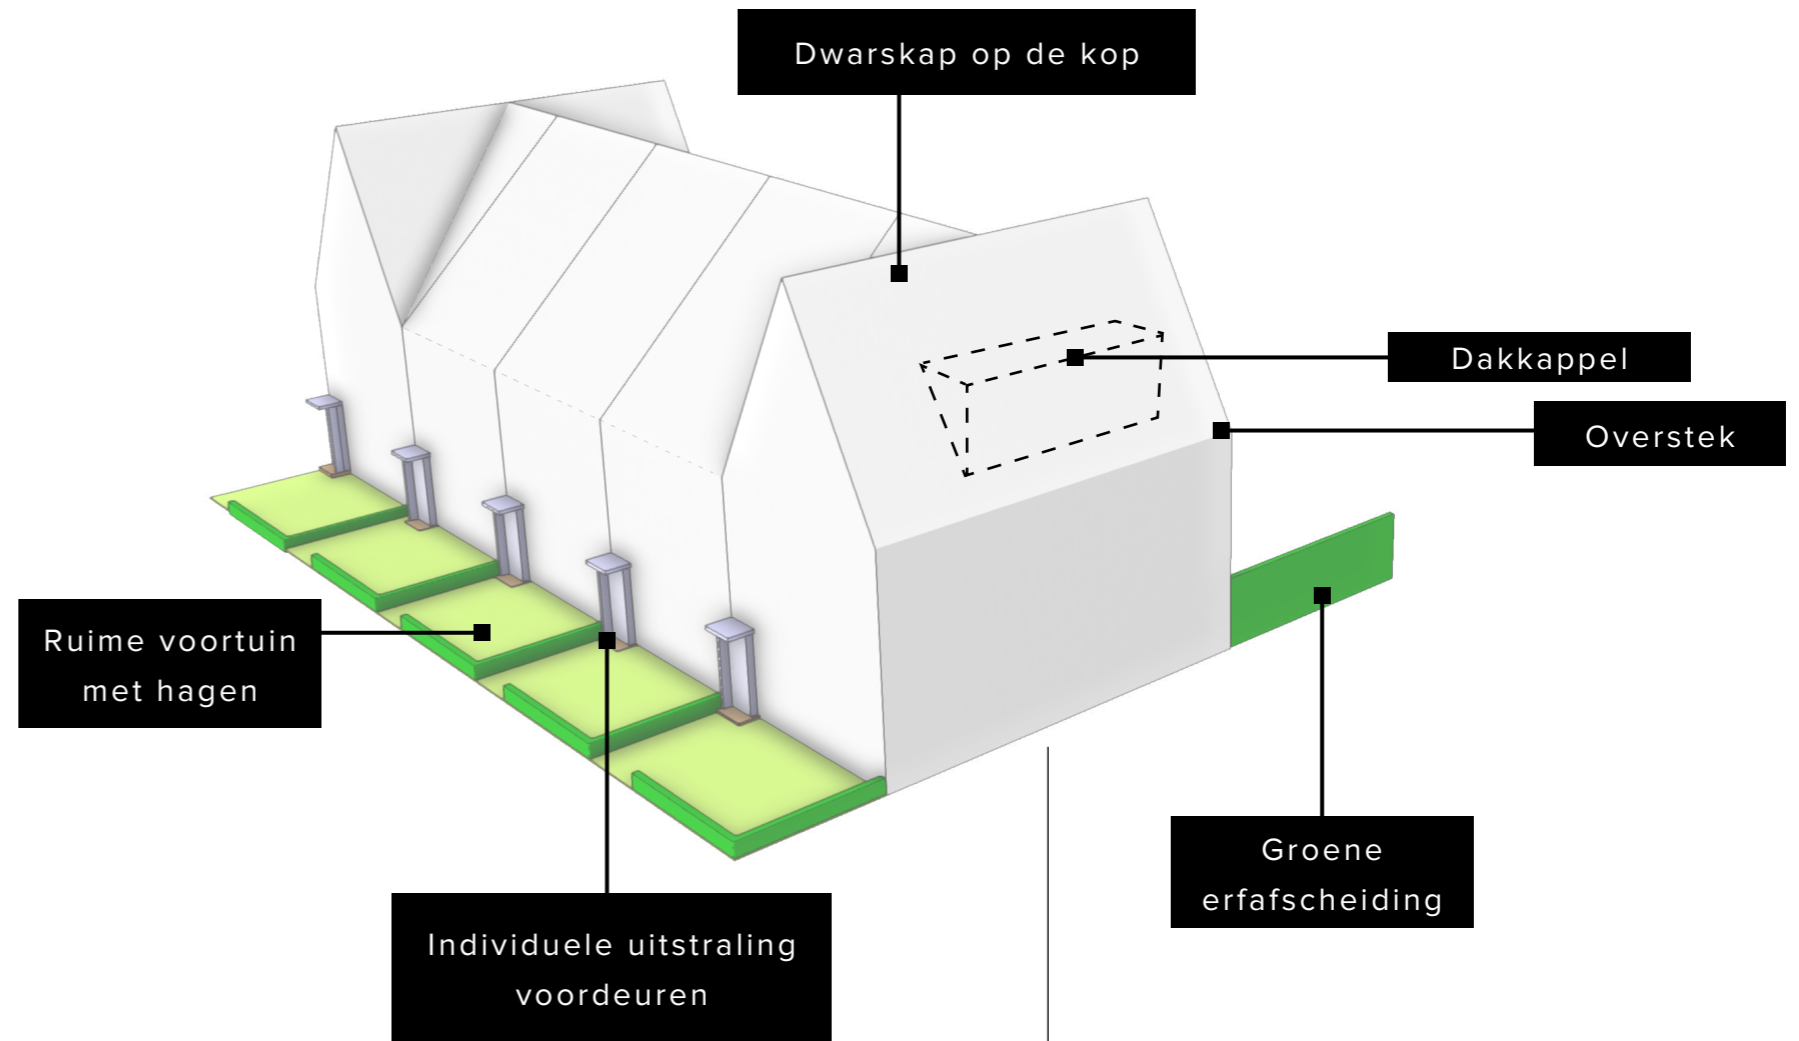 Dwarskap op de kop
Dakkappel
Overstek
Ruime voortuin
met hagen
Groene
erfafscheiding
Individuele uitstraling
voordeuren